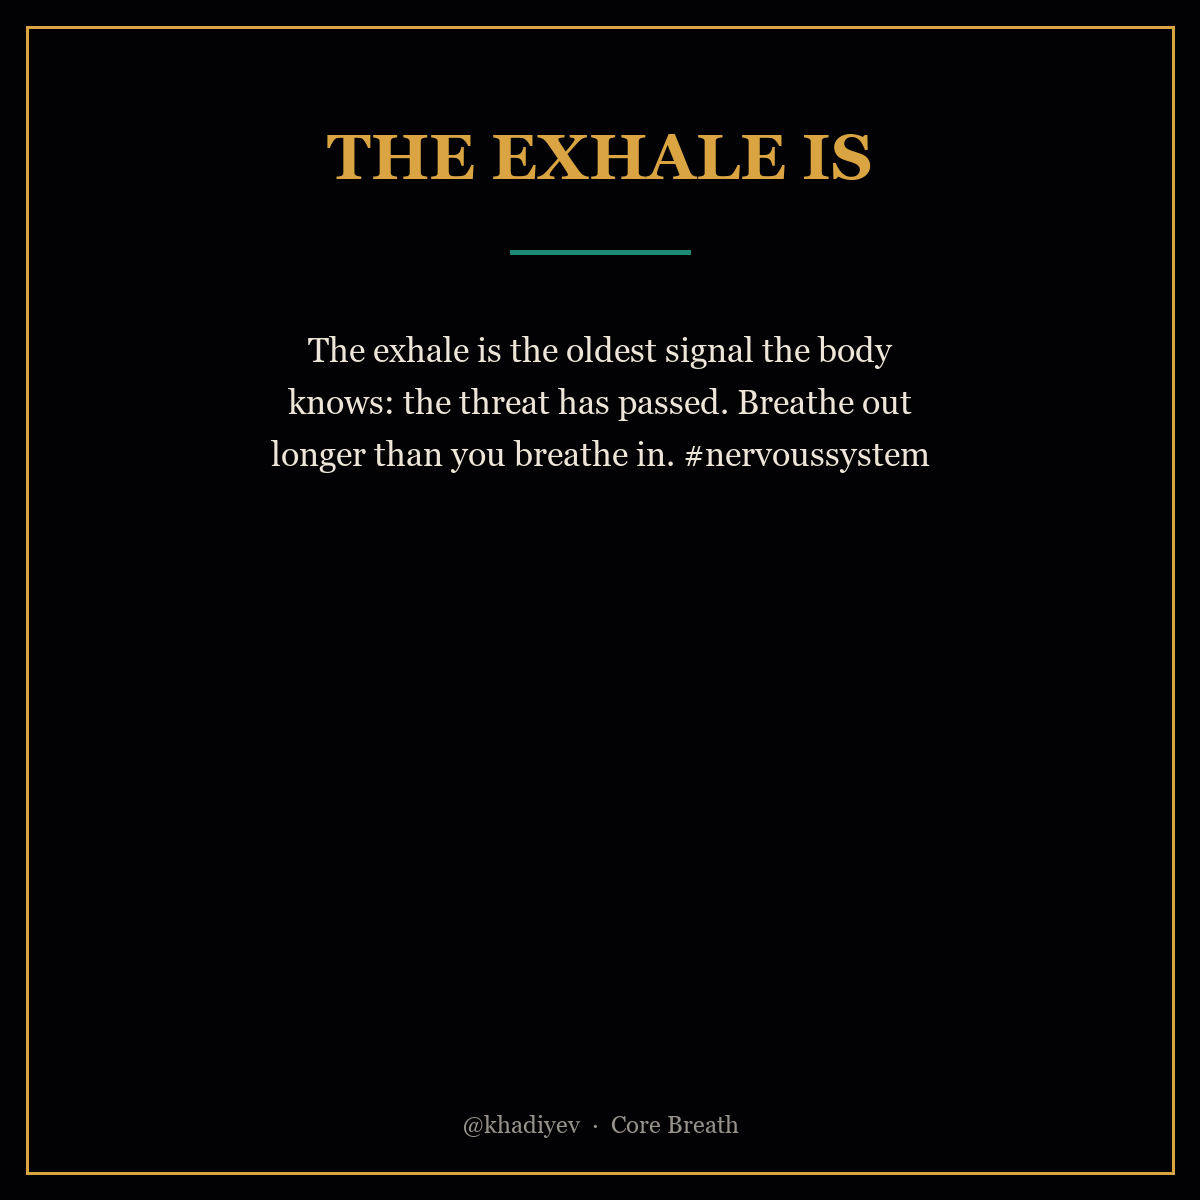 THE EXHALE IS
The exhale is the oldest signal the body
knows: the threat has passed. Breathe out
longer than you breathe in. #nervoussystem
@khadiyev · Core Breath